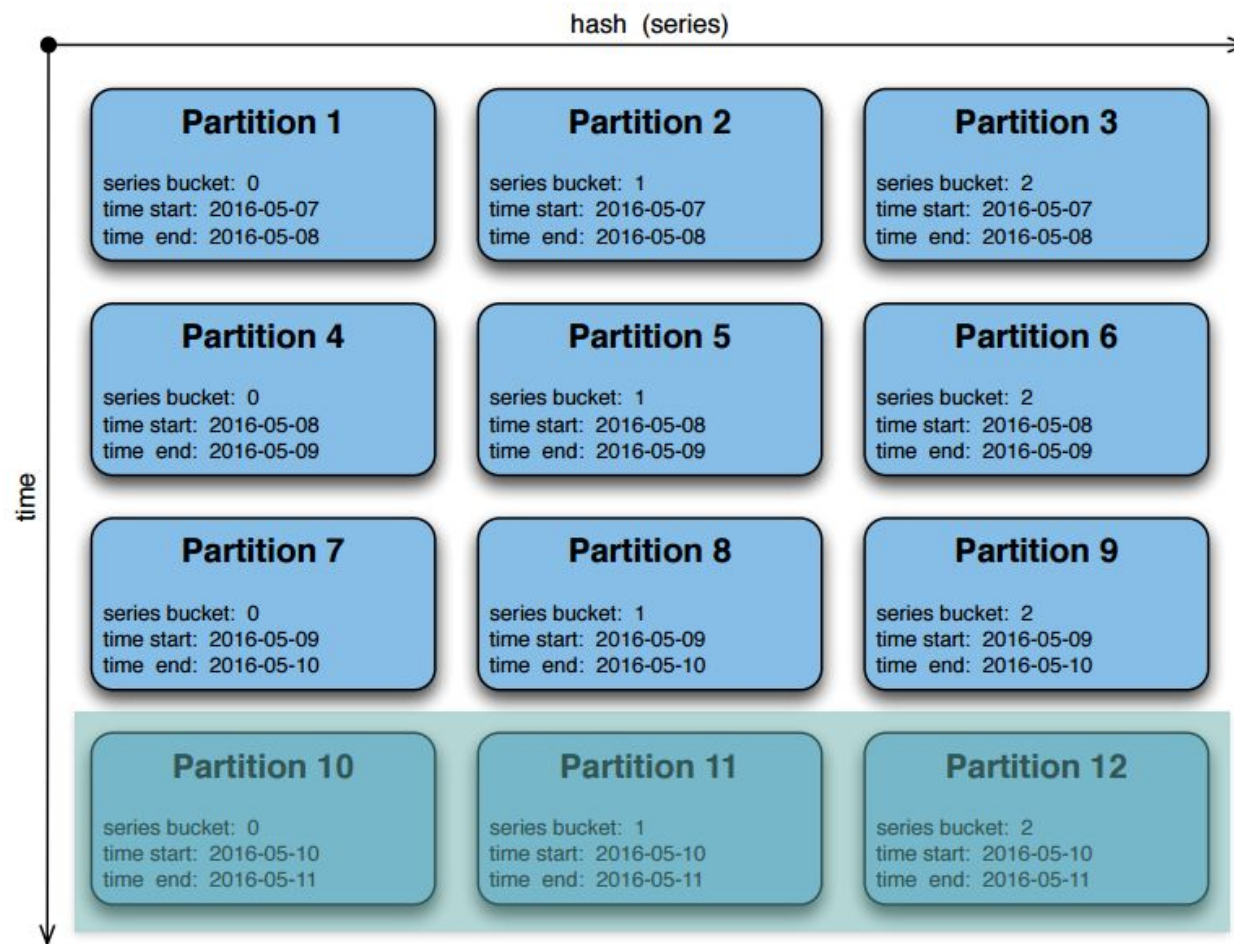 hash (series)
time
Partition 1
series bucket: 0
time start: 2016-05-07
time end: 2016-05-08
Partition 2
series bucket: 1
time start: 2016-05-07
time end: 2016-05-08
Partition 3
series bucket: 2
time start: 2016-05-07
time end: 2016-05-08
Partition 4
series bucket: 0
time start: 2016-05-08
time end: 2016-05-09
Partition 5
series bucket: 1
time start: 2016-05-08
time end: 2016-05-09
Partition 6
series bucket: 2
time start: 2016-05-08
time end: 2016-05-09
Partition 7
series bucket: 0
time start: 2016-05-09
time end: 2016-05-10
Partition 8
series bucket: 1
time start: 2016-05-09
time end: 2016-05-10
Partition 9
series bucket: 2
time start: 2016-05-09
time end: 2016-05-10
Partition 10
series bucket: 0
time start: 2016-05-10
time end: 2016-05-11
Partition 11
series bucket: 1
time start: 2016-05-10
time end: 2016-05-11
Partition 12
series bucket: 2
time start: 2016-05-10
time end: 2016-05-11